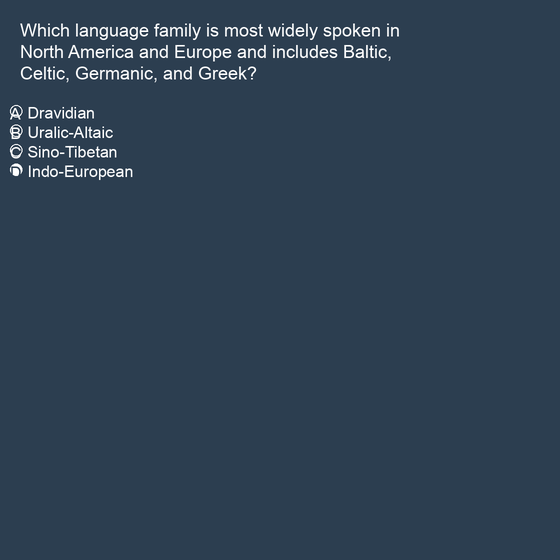 Which language family is most widely spoken in
North America and Europe and includes Baltic,
Celtic, Germanic, and Greek?
A Dravidian
B Uralic-Altaic
C Sino-Tibetan
D Indo-European